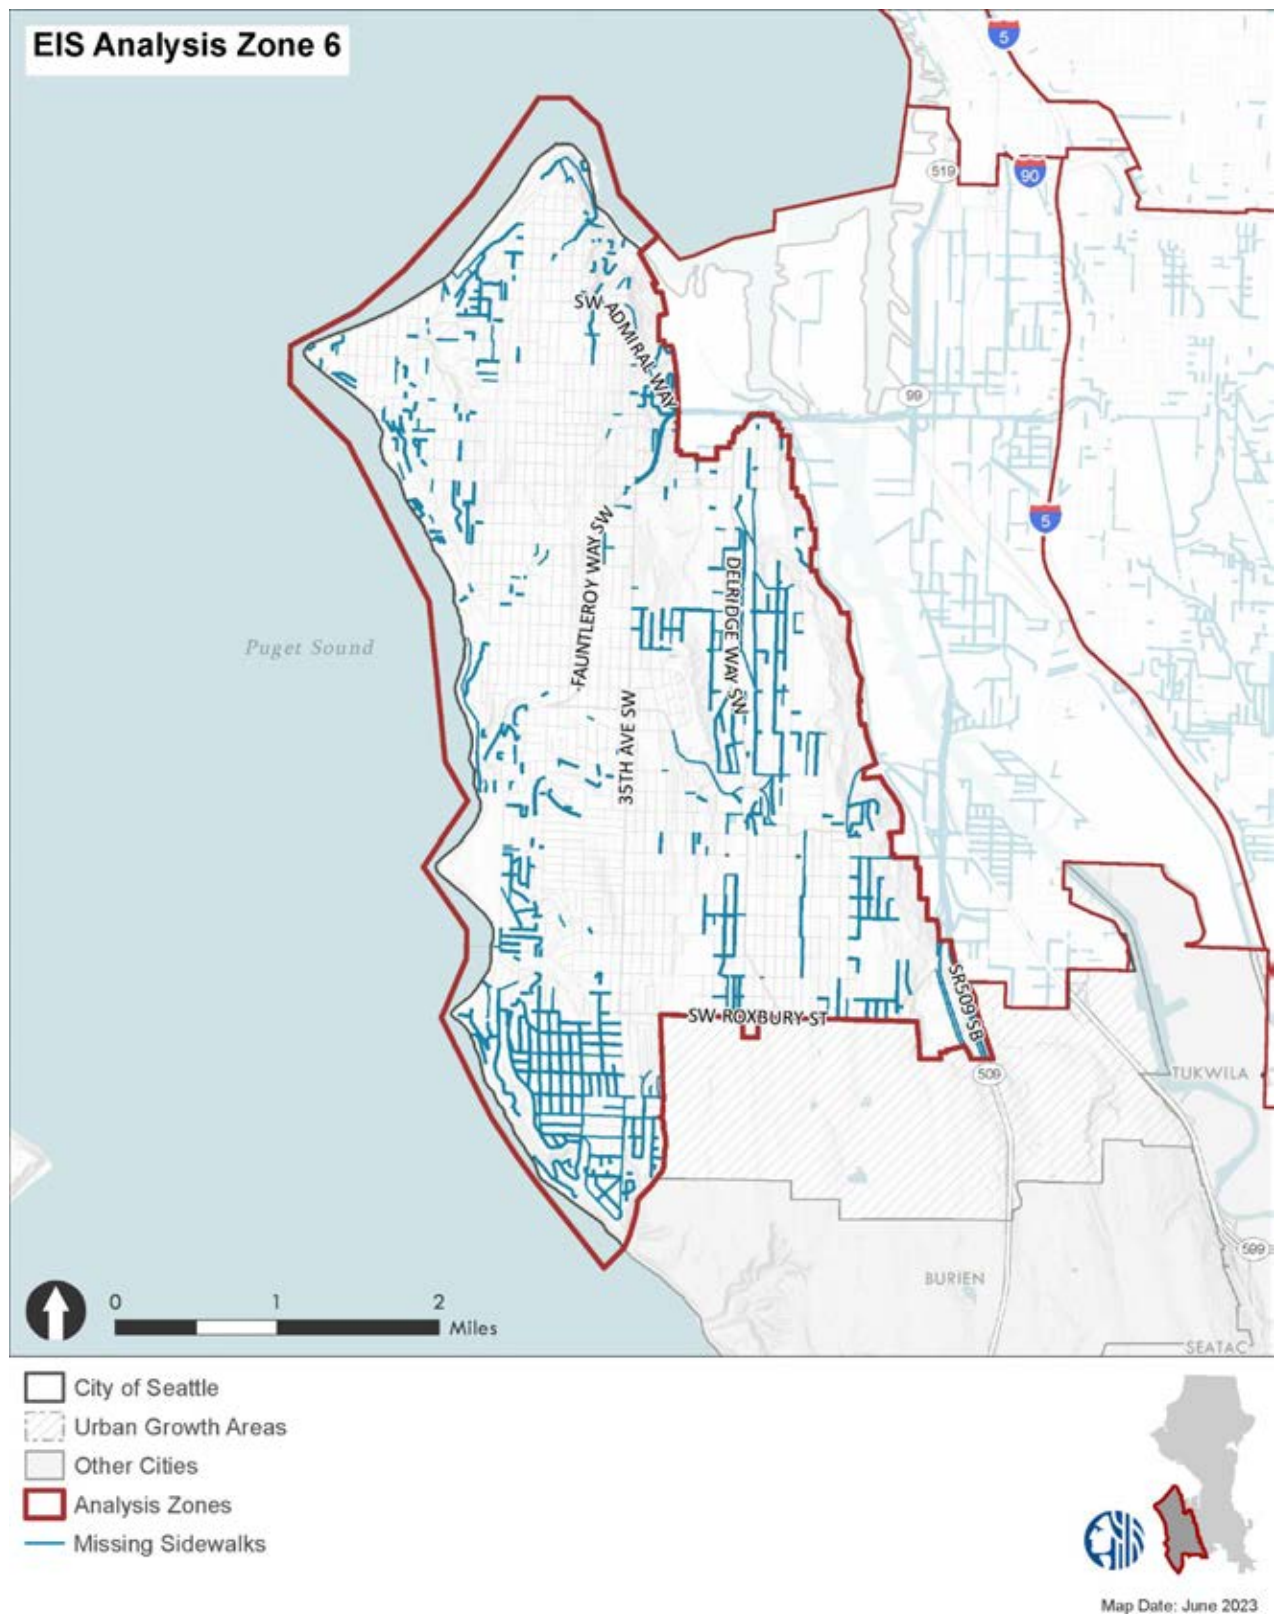 EIS Analysis Zone 6
5
519
90
SW ADMIRAL WAY
99
5
FAUNTLEROY WAY SW
DELRIDGE WAY SW
Puget Sound
35TH AVE SW
SR509 SB
SW ROXBURY ST
509
TUKWILA
599
BURIEN
SEATAC
0 1 2
Miles
City of Seattle
Urban Growth Areas
Other Cities
Analysis Zones
Missing Sidewalks
Map Date: June 2023